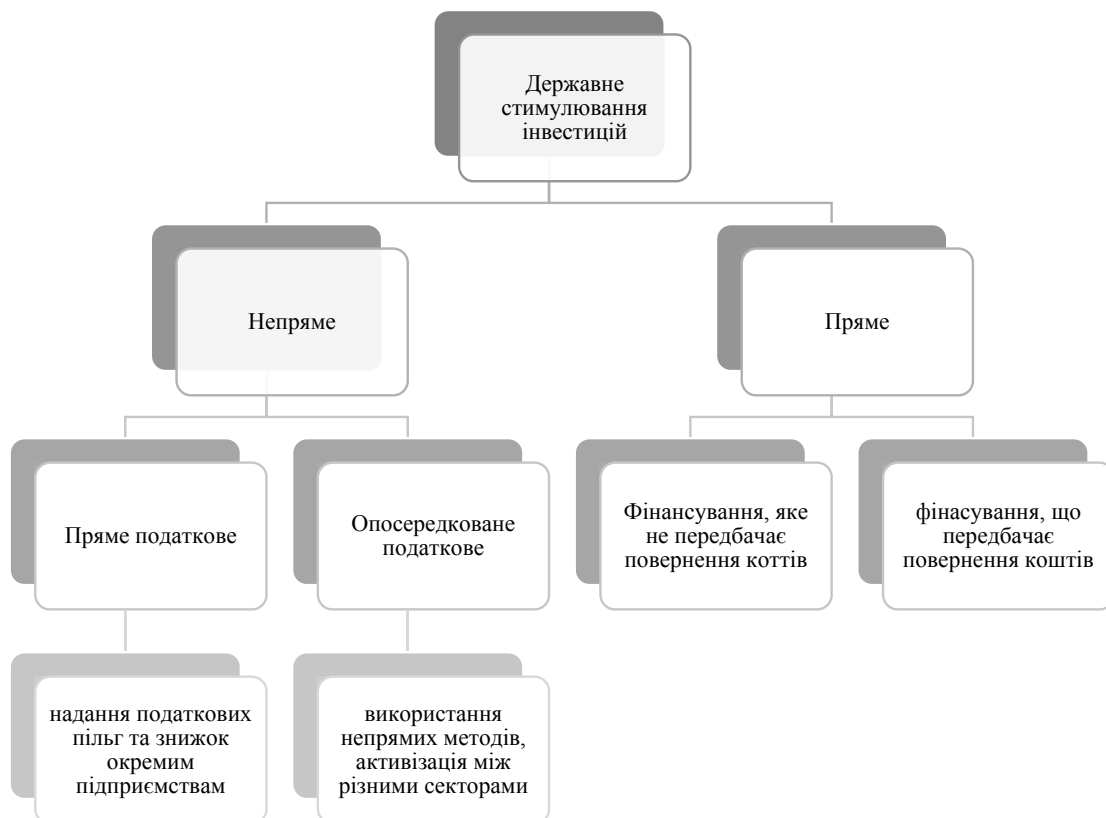 Державне
стимулювання
інвестицій
Непряме
Пряме
Пряме податкове
Опосередковане
податкове
Фінансування, яке
не передбачає
повернення коттів
фінасування, що
передбачає
повернення коштів
надання податкових
пільг та знижок
окремим
підприємствам
використання
непрямих методів,
активізація між
різними секторами